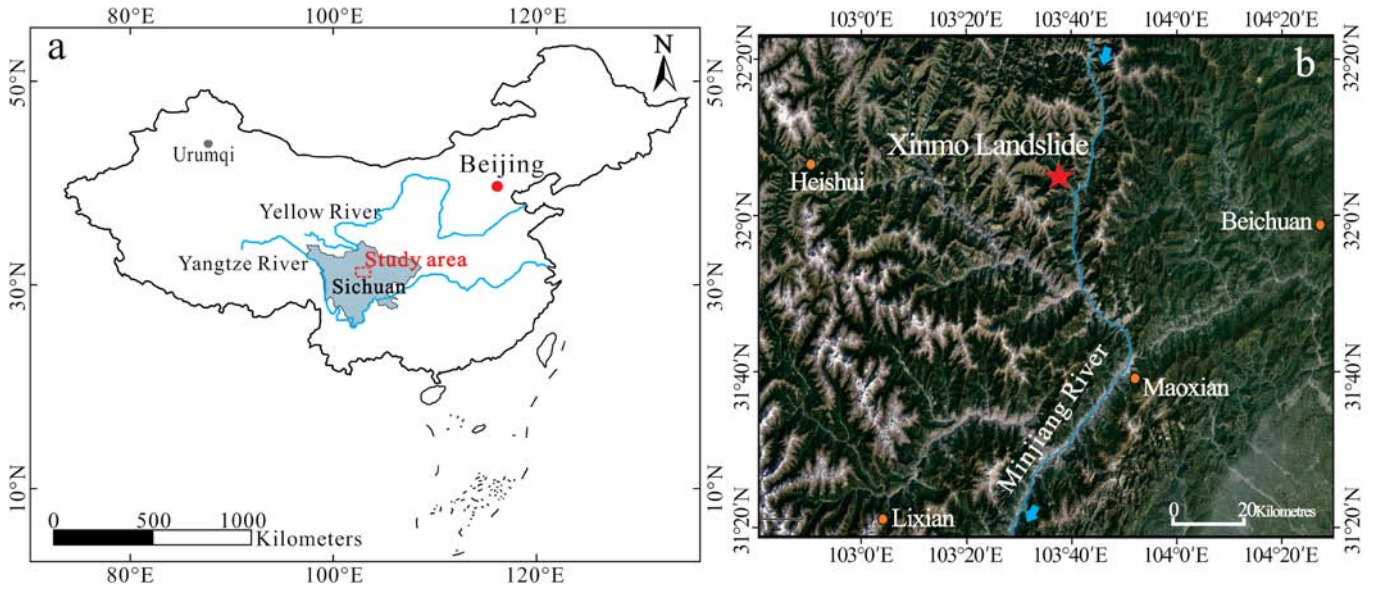 80°E
100°E
120°E
a
N
50°N
50°N
Urumqi
Beijing
Yellow River
Yangtze River
Study area
Sichuan
30°N
30°N
10°N
10°N
0
500
1000
Kilometers
80°E
100°E
120°E
103°0′E
103°20′E
103°40′E
104°0′E
104°20′E
b
32°20′N
32°20′N
Xinmo Landslide
Heishui
Beichuan
32°0′N
32°0′N
31°40′N
31°40′N
Maoxian
Minjiang River
Lixian
0
20Kilometres
31°20′N
31°20′N
103°0′E
103°20′E
103°40′E
104°0′E
104°20′E